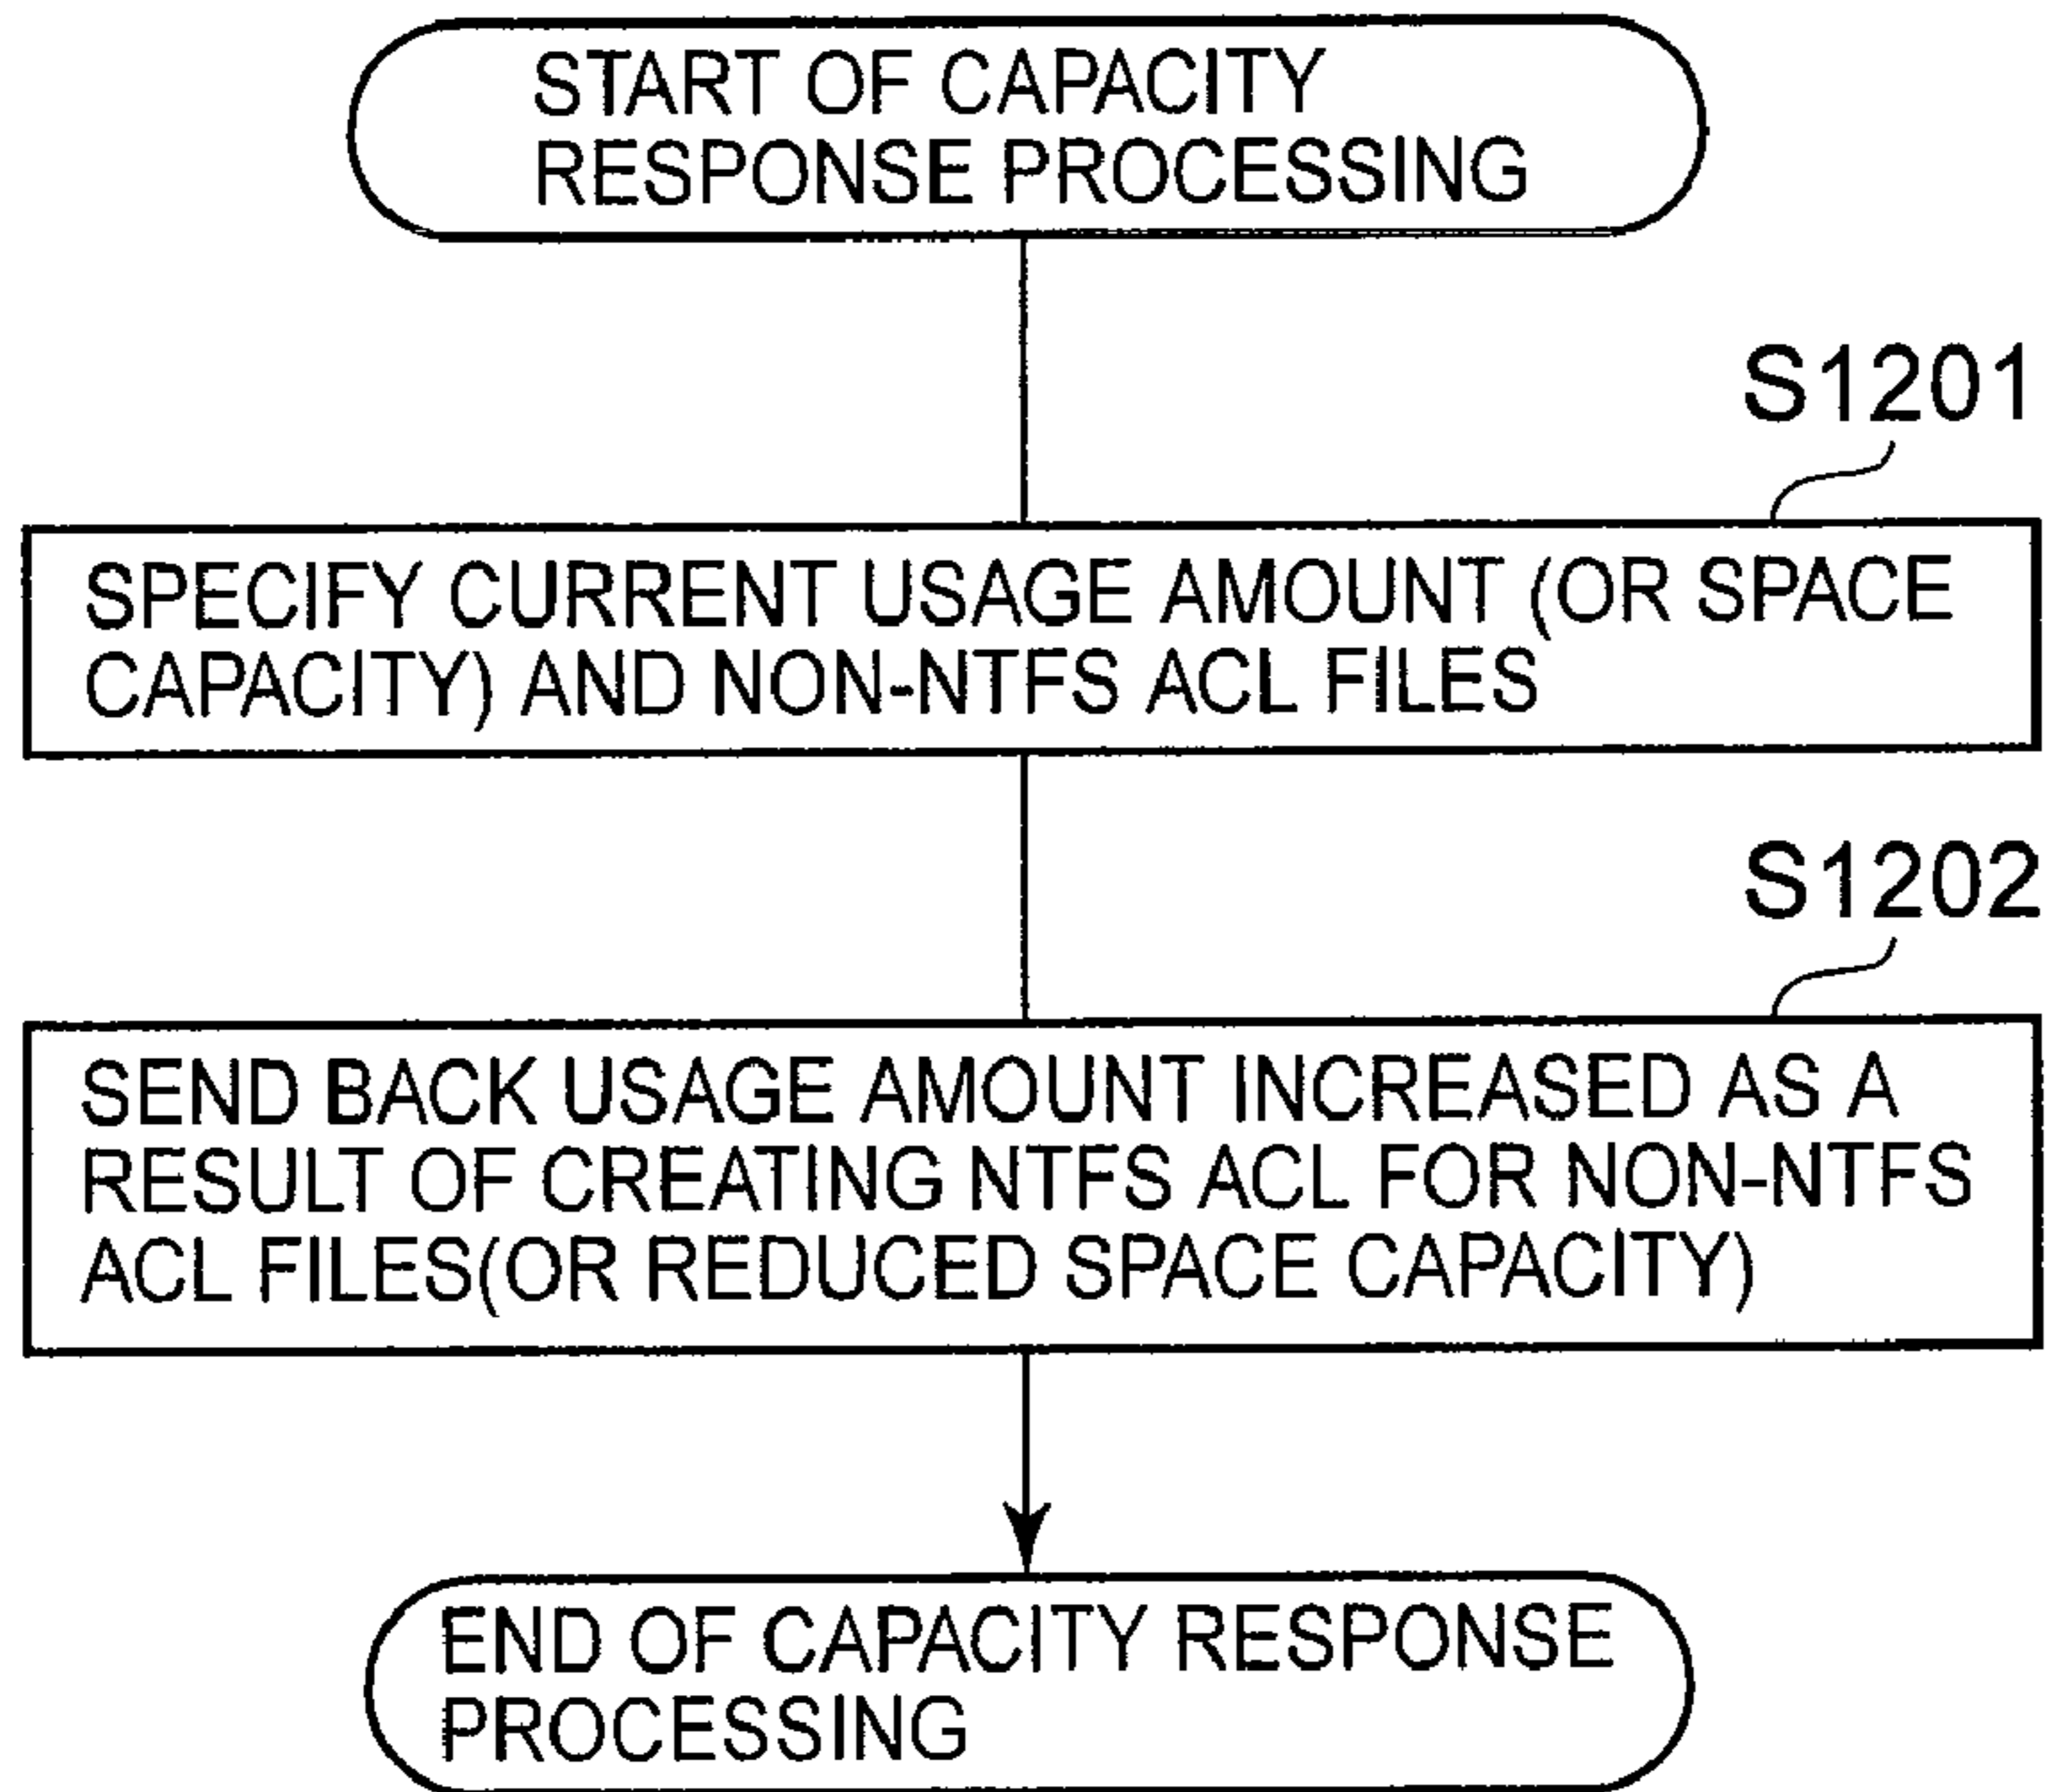 START OF CAPACITY
RESPONSE PROCESSING
S1201
SPECIFY CURRENT USAGE AMOUNT (OR SPACE
CAPACITY) AND NON-NTFS ACL FILES
S1202
SEND BACK USAGE AMOUNT INCREASED AS A
RESULT OF CREATING NTFS ACL FOR NON-NTFS
ACL FILES(OR REDUCED SPACE CAPACITY)
END OF CAPACITY RESPONSE
PROCESSING